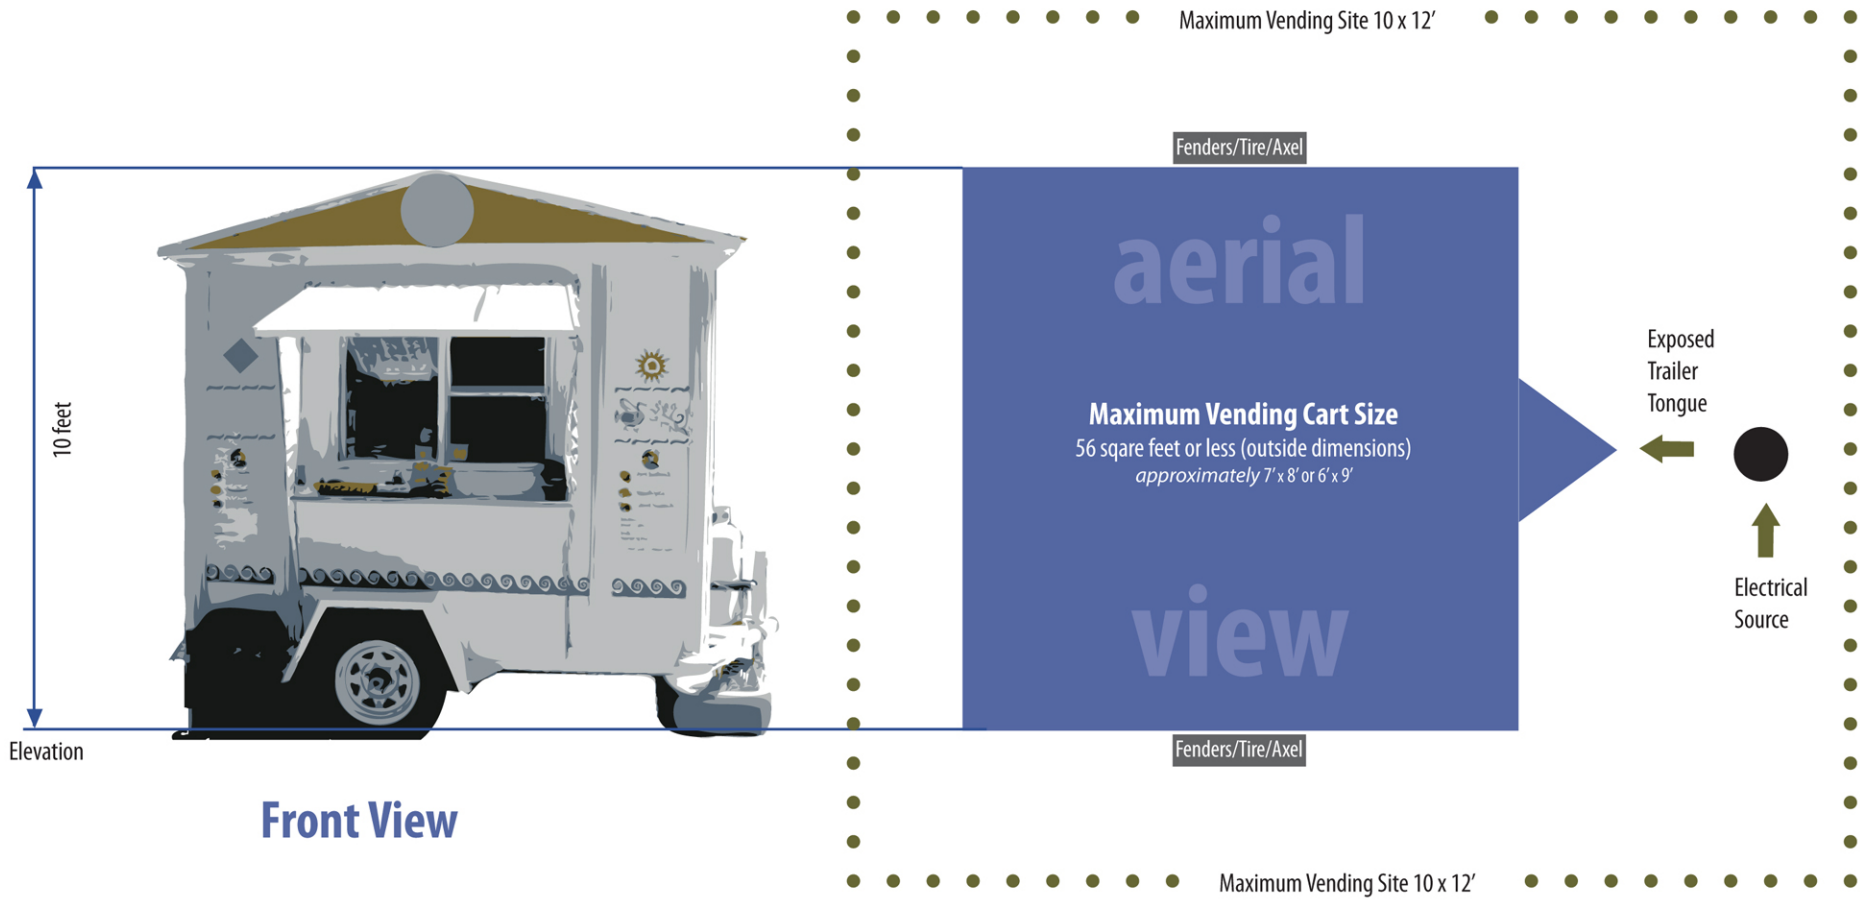 Maximum Vending Site 10 x 12’
Fenders/Tire/Axel
aerial
Exposed
Trailer
Tongue
10 feet
Maximum Vending Cart Size
56 sqare feet or less (outside dimensions)
approximately 7’ x 8’ or 6’ x 9’
Electrical
Source
view
Fenders/Tire/Axel
Elevation
Front View
Maximum Vending Site 10 x 12’